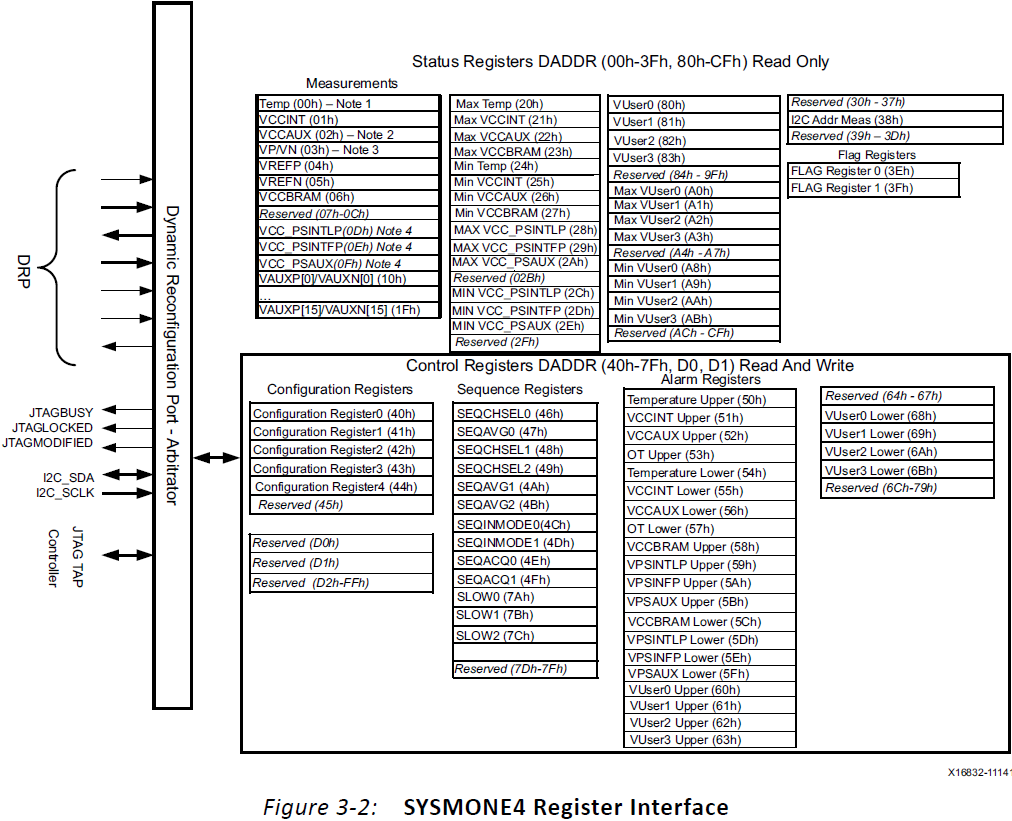 Status Registers DADDR (00h-3Fh, 80h-CFh) Read Only
Measurements
Temp (00h) – Note 1
VCCINT (01h)
VCCAUX (02h) – Note 2
VP/VN (03h) – Note 3
VREFP (04h)
VREFN (05h)
VCCBRAM (06h)
Reserved (07h-0Ch)
VCC_PSINTLP(0Dh) Note 4
VCC_PSINTFP(0Eh) Note 4
VCC_PSAUX(0Fh) Note 4
VAUXP[0]/VAUXN[0] (10h)
...
VAUXP[15]/VAUXN[15] (1Fh)
Max Temp (20h)
Max VCCINT (21h)
Max VCCAUX (22h)
Max VCCBRAM (23h)
Min Temp (24h)
Min VCCINT (25h)
Min VCCAUX (26h)
Min VCCBRAM (27h)
MAX VCC_PSINTLP (28h)
MAX VCC_PSINTFP (29h)
MAX VCC_PSAUX (2Ah)
Reserved (02Bh)
MIN VCC_PSINTLP (2Ch)
MIN VCC_PSINTFP (2Dh)
MIN VCC_PSAUX (2Eh)
Reserved (2Fh)
VUser0 (80h)
VUser1 (81h)
VUser2 (82h)
VUser3 (83h)
Reserved (84h - 9Fh)
Max VUser0 (A0h)
Max VUser1 (A1h)
Max VUser2 (A2h)
Max VUser3 (A3h)
Reserved (A4h - A7h)
Min VUser0 (A8h)
Min VUser1 (A9h)
Min VUser2 (AAh)
Min VUser3 (ABh)
Reserved (ACh - CFh)
Reserved (30h - 37h)
I2C Addr Meas (38h)
Reserved (39h – 3Dh)
Flag Registers
FLAG Register 0 (3Eh)
FLAG Register 1 (3Fh)
DRP
Dynamic Reconfiguration Port - Arbitrator
JTAGBUSY
JTAGLOCKED
JTAGMODIFIED
I2C_SDA
I2C_SCLK
JTAG TAP
Controller
Control Registers DADDR (40h-7Fh, D0, D1) Read And Write
Configuration Registers
Configuration Register0 (40h)
Configuration Register1 (41h)
Configuration Register2 (42h)
Configuration Register3 (43h)
Configuration Register4 (44h)
Reserved (45h)
Reserved (D0h)
Reserved (D1h)
Reserved (D2h-FFh)
Sequence Registers
SEQCHSEL0 (46h)
SEQAVG0 (47h)
SEQCHSEL1 (48h)
SEQCHSEL2 (49h)
SEQAVG1 (4Ah)
SEQAVG2 (4Bh)
SEQINMODE0(4Ch)
SEQINMODE1 (4Dh)
SEQACQ0 (4Eh)
SEQACQ1 (4Fh)
SLOW0 (7Ah)
SLOW1 (7Bh)
SLOW2 (7Ch)
Reserved (7Dh-7Fh)
Alarm Registers
Temperature Upper (50h)
VCCINT Upper (51h)
VCCAUX Upper (52h)
OT Upper (53h)
Temperature Lower (54h)
VCCINT Lower (55h)
VCCAUX Lower (56h)
OT Lower (57h)
VCCBRAM Upper (58h)
VPSINTLP Upper (59h)
VPSINFP Upper (5Ah)
VPSAUX Upper (5Bh)
VCCBRAM Lower (5Ch)
VPSINTLP Lower (5Dh)
VPSINFP Lower (5Eh)
VPSAUX Lower (5Fh)
VUser0 Upper (60h)
VUser1 Upper (61h)
VUser2 Upper (62h)
VUser3 Upper (63h)
Reserved (64h - 67h)
VUser0 Lower (68h)
VUser1 Lower (69h)
VUser2 Lower (6Ah)
VUser3 Lower (6Bh)
Reserved (6Ch-79h)
X16832-11141
Figure 3-2: SYSMONE4 Register Interface